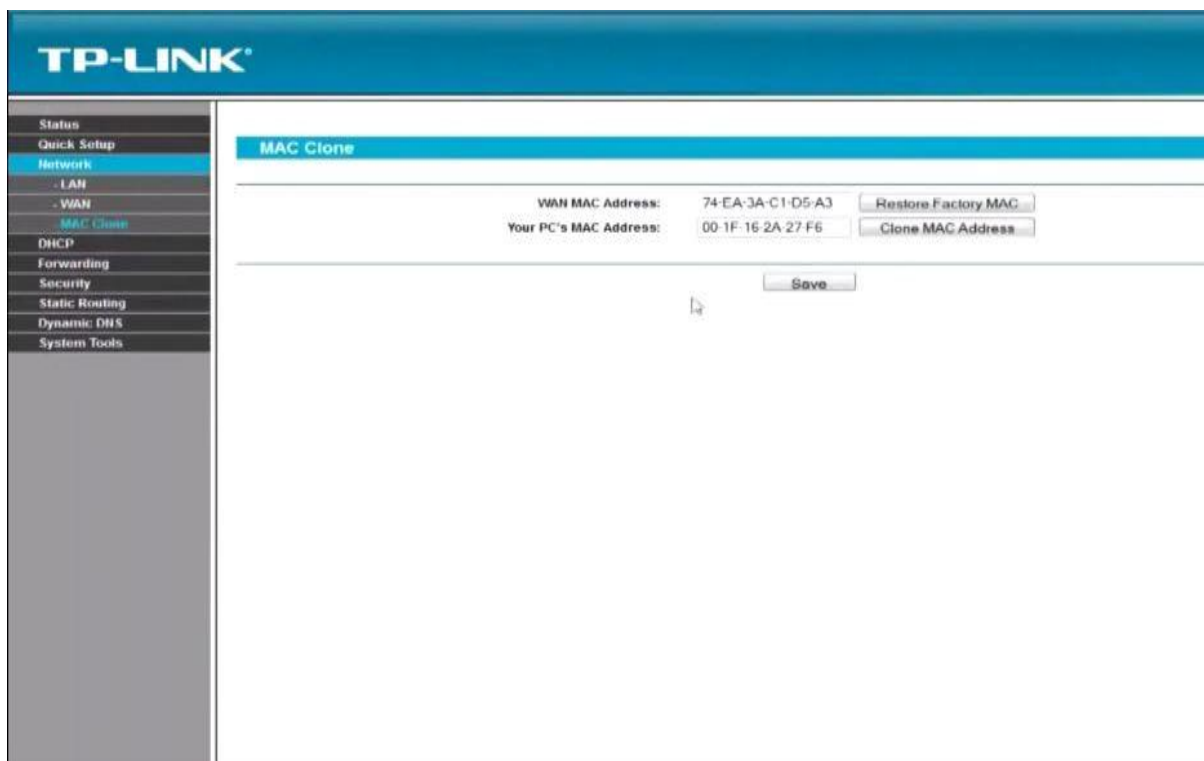 TP-LINK®
Status
Quick Setup
Network
- LAN
- WAN
- MAC Clone
DHCP
Forwarding
Security
Static Routing
Dynamic DNS
System Tools
MAC Clone
WAN MAC Address: 74-EA-3A-C1-D5-A3 Restore Factory MAC
Your PC's MAC Address: 00-1F-16-2A-27-F6 Clone MAC Address
Save